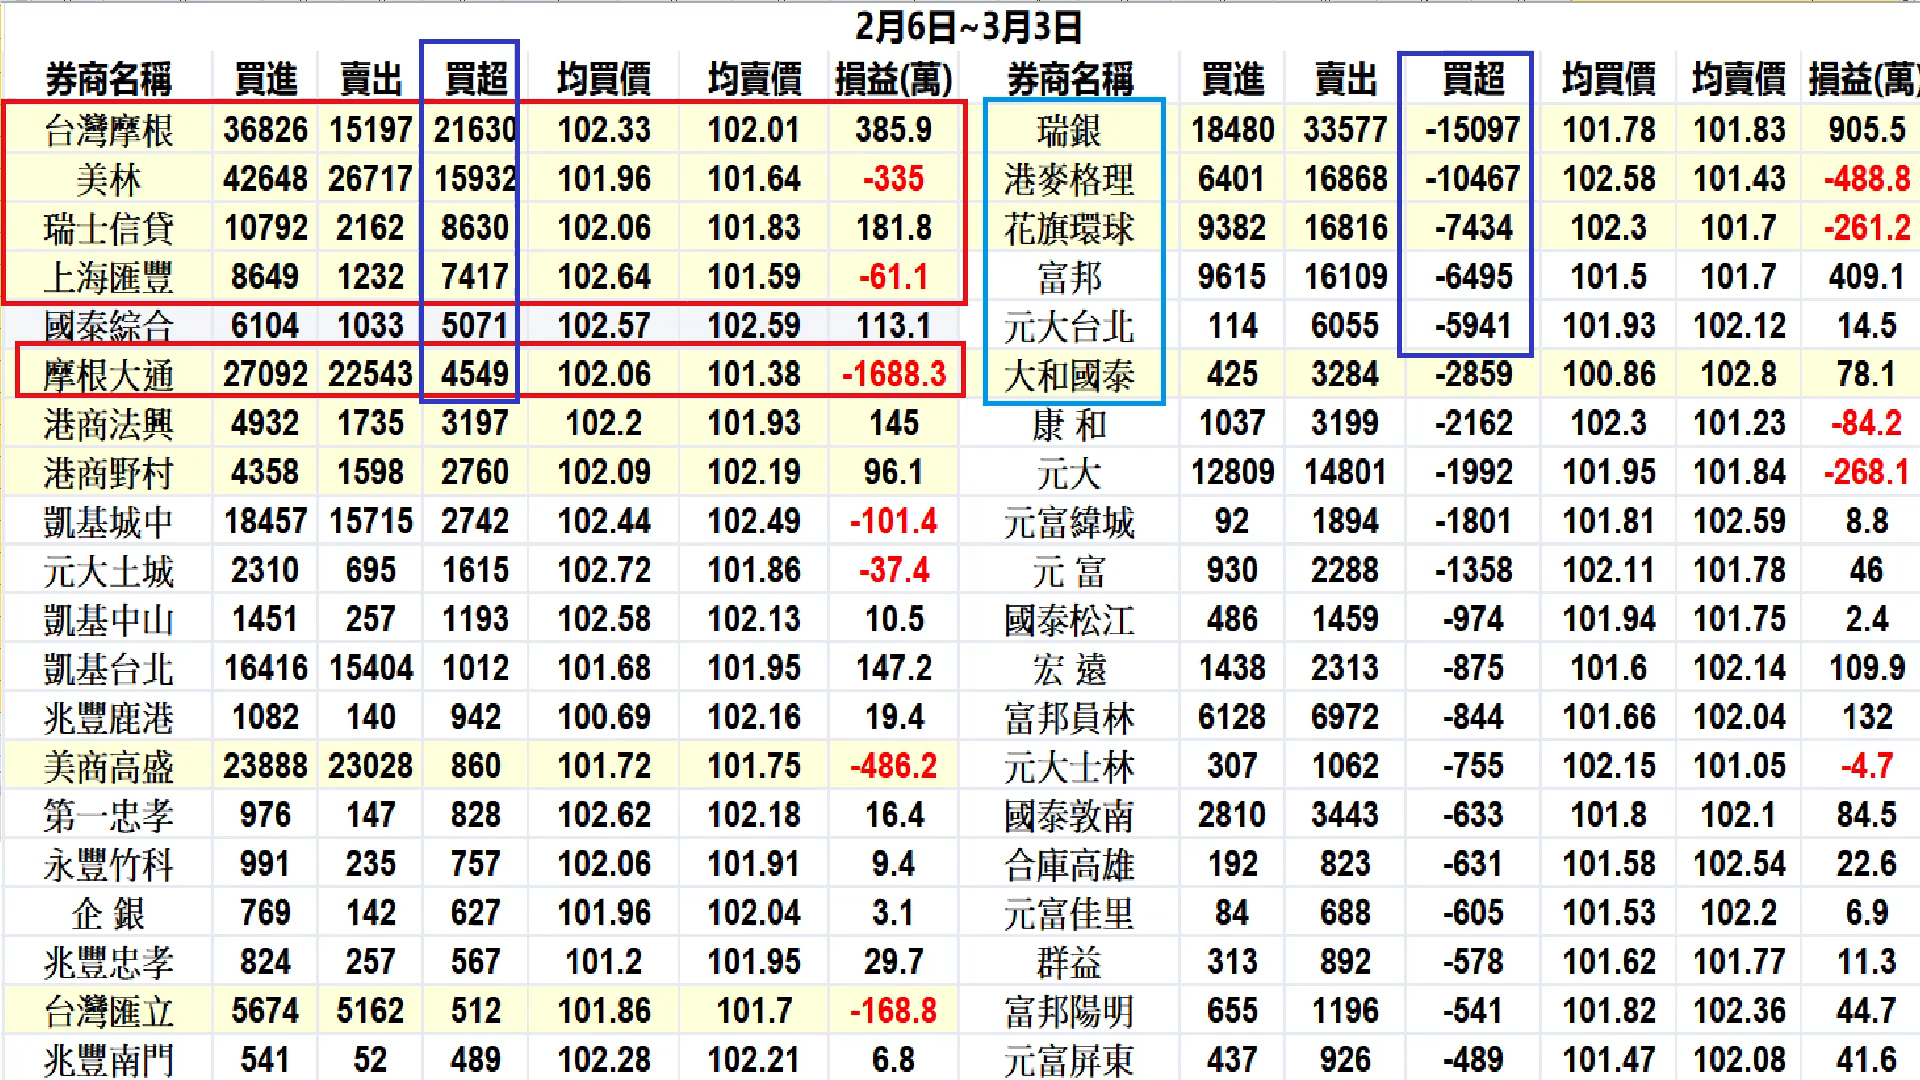 2月6日~3月3日
券商名稱 買進 賣出 買超 均買價 均賣價 損益(萬) 券商名稱 買進 賣出 買超 均買價 均賣價 損益(萬)
台灣摩根 36826 15197 21630 102.33 102.01 385.9 瑞銀 18480 33577 -15097 101.78 101.83 905.5
美林 42648 26717 15932 101.96 101.64 -335 港麥格理 6401 16868 -10467 102.58 101.43 -488.8
瑞士信貸 10792 2162 8630 102.06 101.83 181.8 花旗環球 9382 16816 -7434 102.3 101.7 -261.2
上海匯豐 8649 1232 7417 102.64 101.59 -61.1 富邦 9615 16109 -6495 101.5 101.7 409.1
國泰綜合 6104 1033 5071 102.57 102.59 113.1 元大台北 114 6055 -5941 101.93 102.12 14.5
摩根大通 27092 22543 4549 102.06 101.38 -1688.3 大和國泰 425 3284 -2859 100.86 102.8 78.1
港商法興 4932 1735 3197 102.2 101.93 145 康 和 1037 3199 -2162 102.3 101.23 -84.2
港商野村 4358 1598 2760 102.09 102.19 96.1 元大 12809 14801 -1992 101.95 101.84 -268.1
凱基城中 18457 15715 2742 102.44 102.49 -101.4 元富緯城 92 1894 -1801 101.81 102.59 8.8
元大土城 2310 695 1615 102.72 101.86 -37.4 元 富 930 2288 -1358 102.11 101.78 46
凱基中山 1451 257 1193 102.58 102.13 10.5 國泰松江 486 1459 -974 101.94 101.75 2.4
凱基台北 16416 15404 1012 101.68 101.95 147.2 宏 遠 1438 2313 -875 101.6 102.14 109.9
兆豐鹿港 1082 140 942 100.69 102.16 19.4 富邦員林 6128 6972 -844 101.66 102.04 132
美商高盛 23888 23028 860 101.72 101.75 -486.2 元大士林 307 1062 -755 102.15 101.05 -4.7
第一忠孝 976 147 828 102.62 102.18 16.4 國泰敦南 2810 3443 -633 101.8 102.1 84.5
永豐竹科 991 235 757 102.06 101.91 9.4 合庫高雄 192 823 -631 101.58 102.54 22.6
企 銀 769 142 627 101.96 102.04 3.1 元富佳里 84 688 -605 101.53 102.2 6.9
兆豐忠孝 824 257 567 101.2 101.95 29.7 群益 313 892 -578 101.62 101.77 11.3
台灣匯立 5674 5162 512 101.86 101.7 -168.8 富邦陽明 655 1196 -541 101.82 102.36 44.7
兆豐南門 541 52 489 102.28 102.21 6.8 元富屏東 437 926 -489 101.47 102.08 41.6